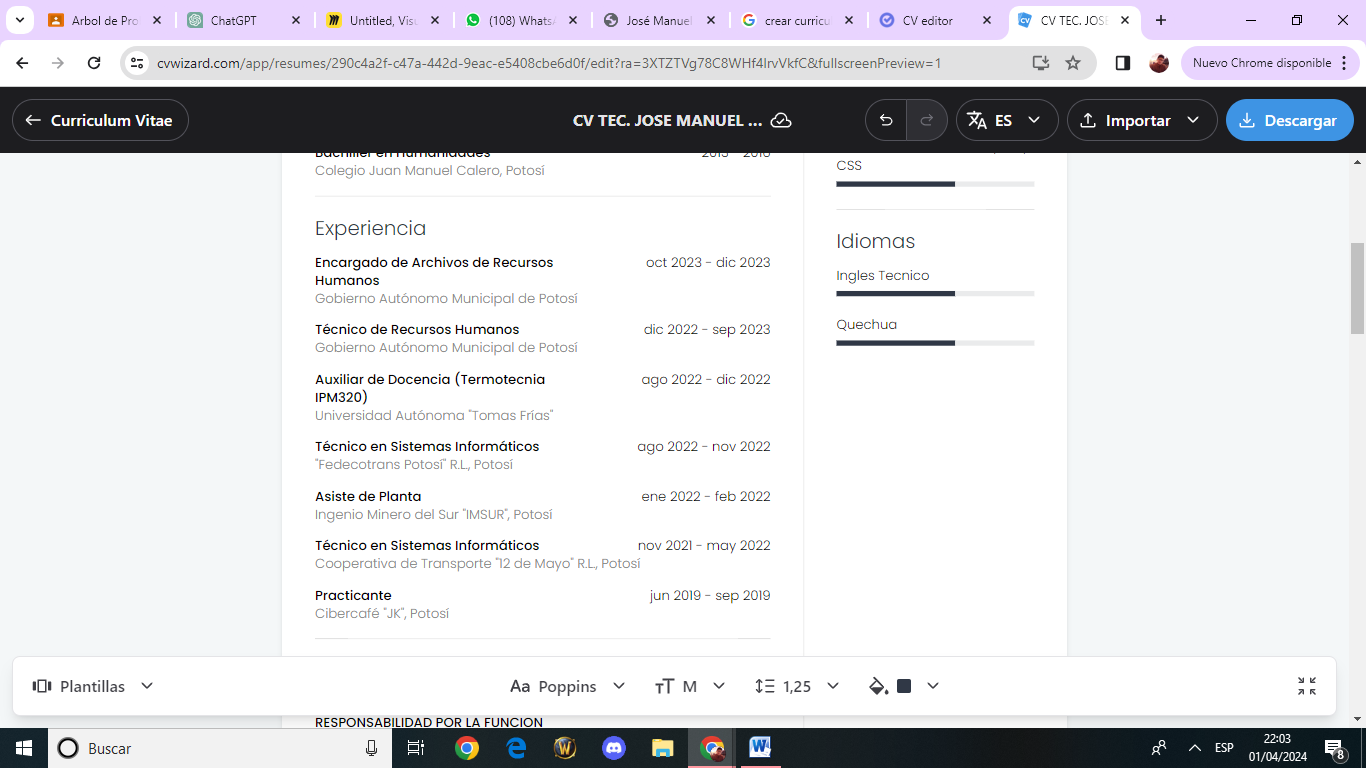 Arbol de Pro
ChatGPT
Untitled, Visu
(108) WhatsA
José Manuel
crear curricu
CV editor
CV TEC. JOSE
cvwizard.com/app/resumes/290c4a2f-c47a-442d-9eac-e5408cbe6d0f/edit?ra=3XTZTVg78C8WHf4lrvVkfC&fullscreenPreview=1
Nuevo Chrome disponible
Curriculum Vitae
CV TEC. JOSE MANUEL ...
ES
Importar
Descargar
Bachiller en Humanidades
2015 - 2016
Colegio Juan Manuel Calero, Potosí
Experiencia
Encargado de Archivos de Recursos
Humanos
oct 2023 - dic 2023
Gobierno Autónomo Municipal de Potosí
Técnico de Recursos Humanos
dic 2022 - sep 2023
Gobierno Autónomo Municipal de Potosí
Auxiliar de Docencia (Termotecnia
IPM320)
ago 2022 - dic 2022
Universidad Autónoma "Tomas Frías"
Técnico en Sistemas Informáticos
ago 2022 - nov 2022
"Fedecotrans Potosí" R.L., Potosí
Asiste de Planta
ene 2022 - feb 2022
Ingenio Minero del Sur "IMSUR", Potosí
Técnico en Sistemas Informáticos
nov 2021 - may 2022
Cooperativa de Transporte "12 de Mayo" R.L., Potosí
Practicante
jun 2019 - sep 2019
Cibercafé "JK", Potosí
CSS
Idiomas
Ingles Tecnico
Quechua
Plantillas
Aa Poppins
TT M
1,25
RESPONSABILIDAD POR LA FUNCION
Buscar
W
ESP
22:03
01/04/2024
8